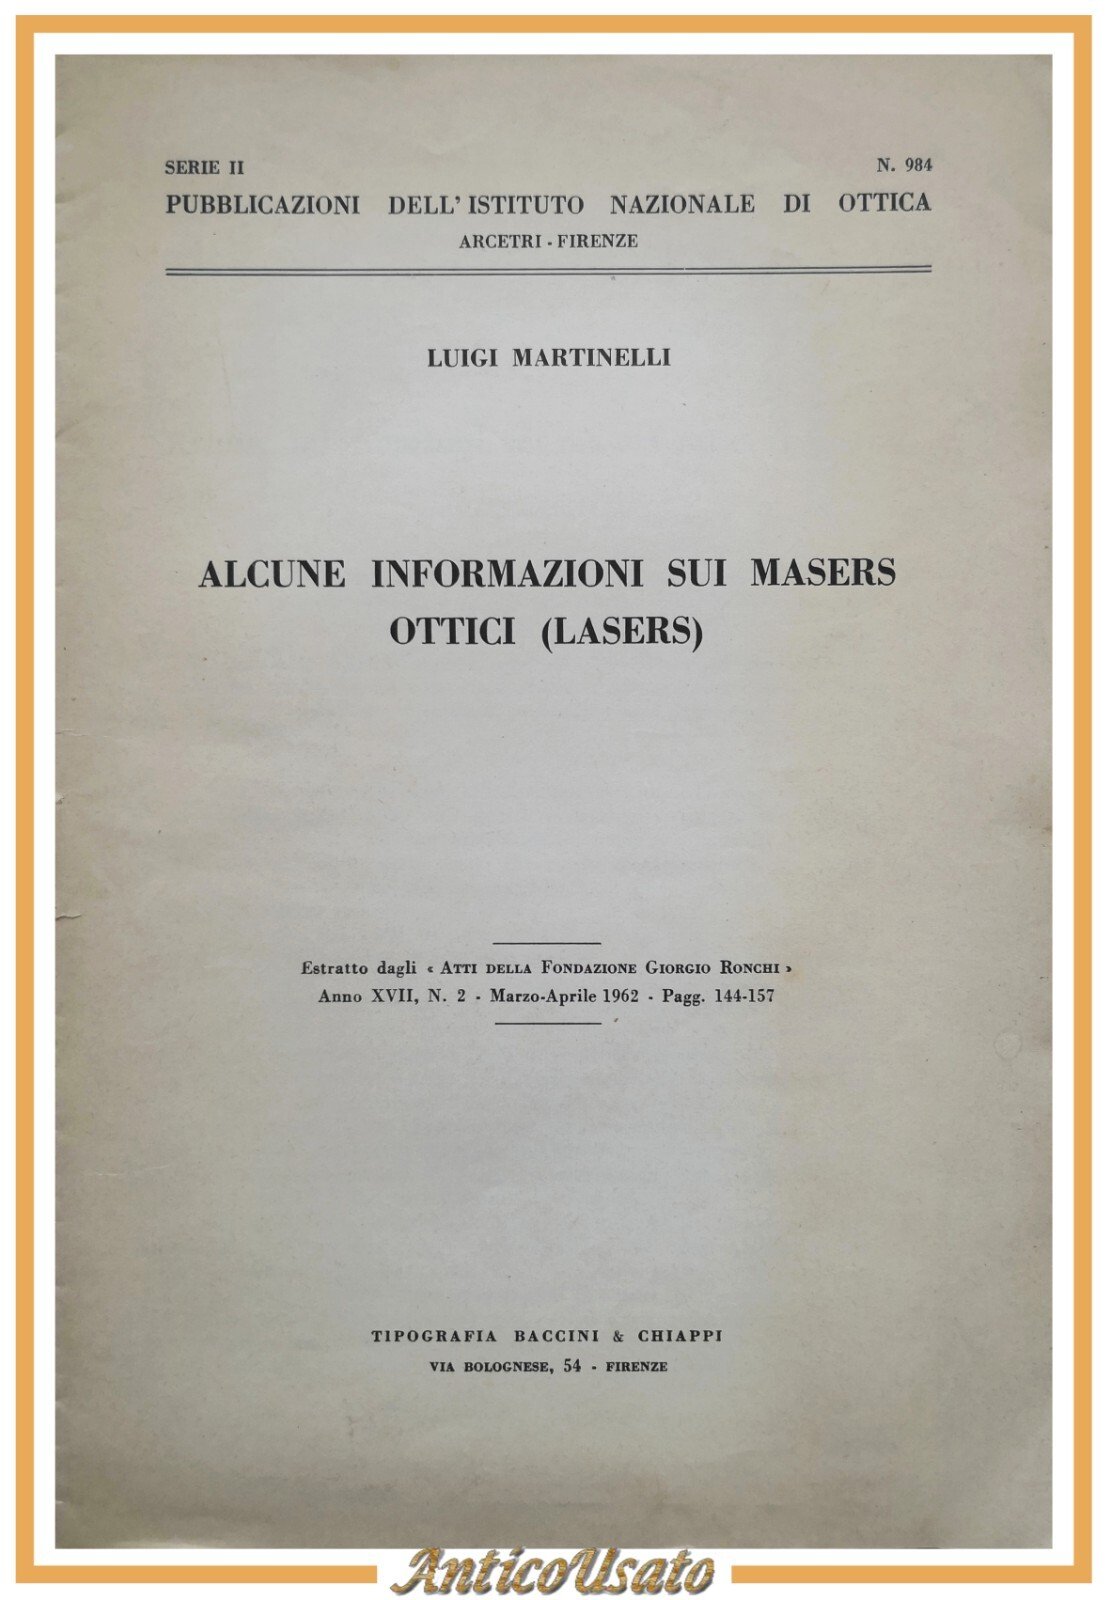 SERIE II N. 984
PUBBLICAZIONI DELL'ISTITUTO NAZIONALE DI OTTICA
ARCETRI - FIRENZE
LUIGI MARTINELLI
ALCUNE INFORMAZIONI SUI MASERS
OTTICI (LASERS)
Estratto dagli « ATTI DELLA FONDAZIONE GIORGIO RONCHI »
Anno XVII, N. 2 - Marzo-Aprile 1962 - Pagg. 144-157
TIPOGRAFIA BACCINI & CHIAPPI
VIA BOLOGNESE, 54 - FIRENZE
AnticoUsato